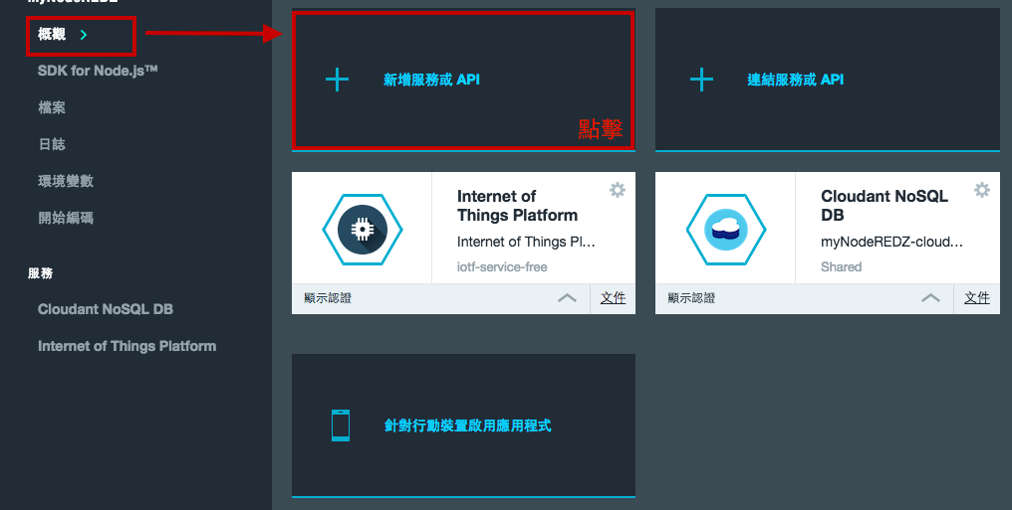 myNodeREDZ
概觀
SDK for Node.js™
檔案
日誌
環境變數
開始編碼
服務
Cloudant NoSQL DB
Internet of Things Platform
新增服務或 API
點擊
連結服務或 API
Internet of
Things Platform
Internet of Things Pl...
iotf-service-free
顯示認證
文件
Cloudant NoSQL
DB
myNodeREDZ-cloud...
Shared
顯示認證
文件
針對行動裝置啟用應用程式